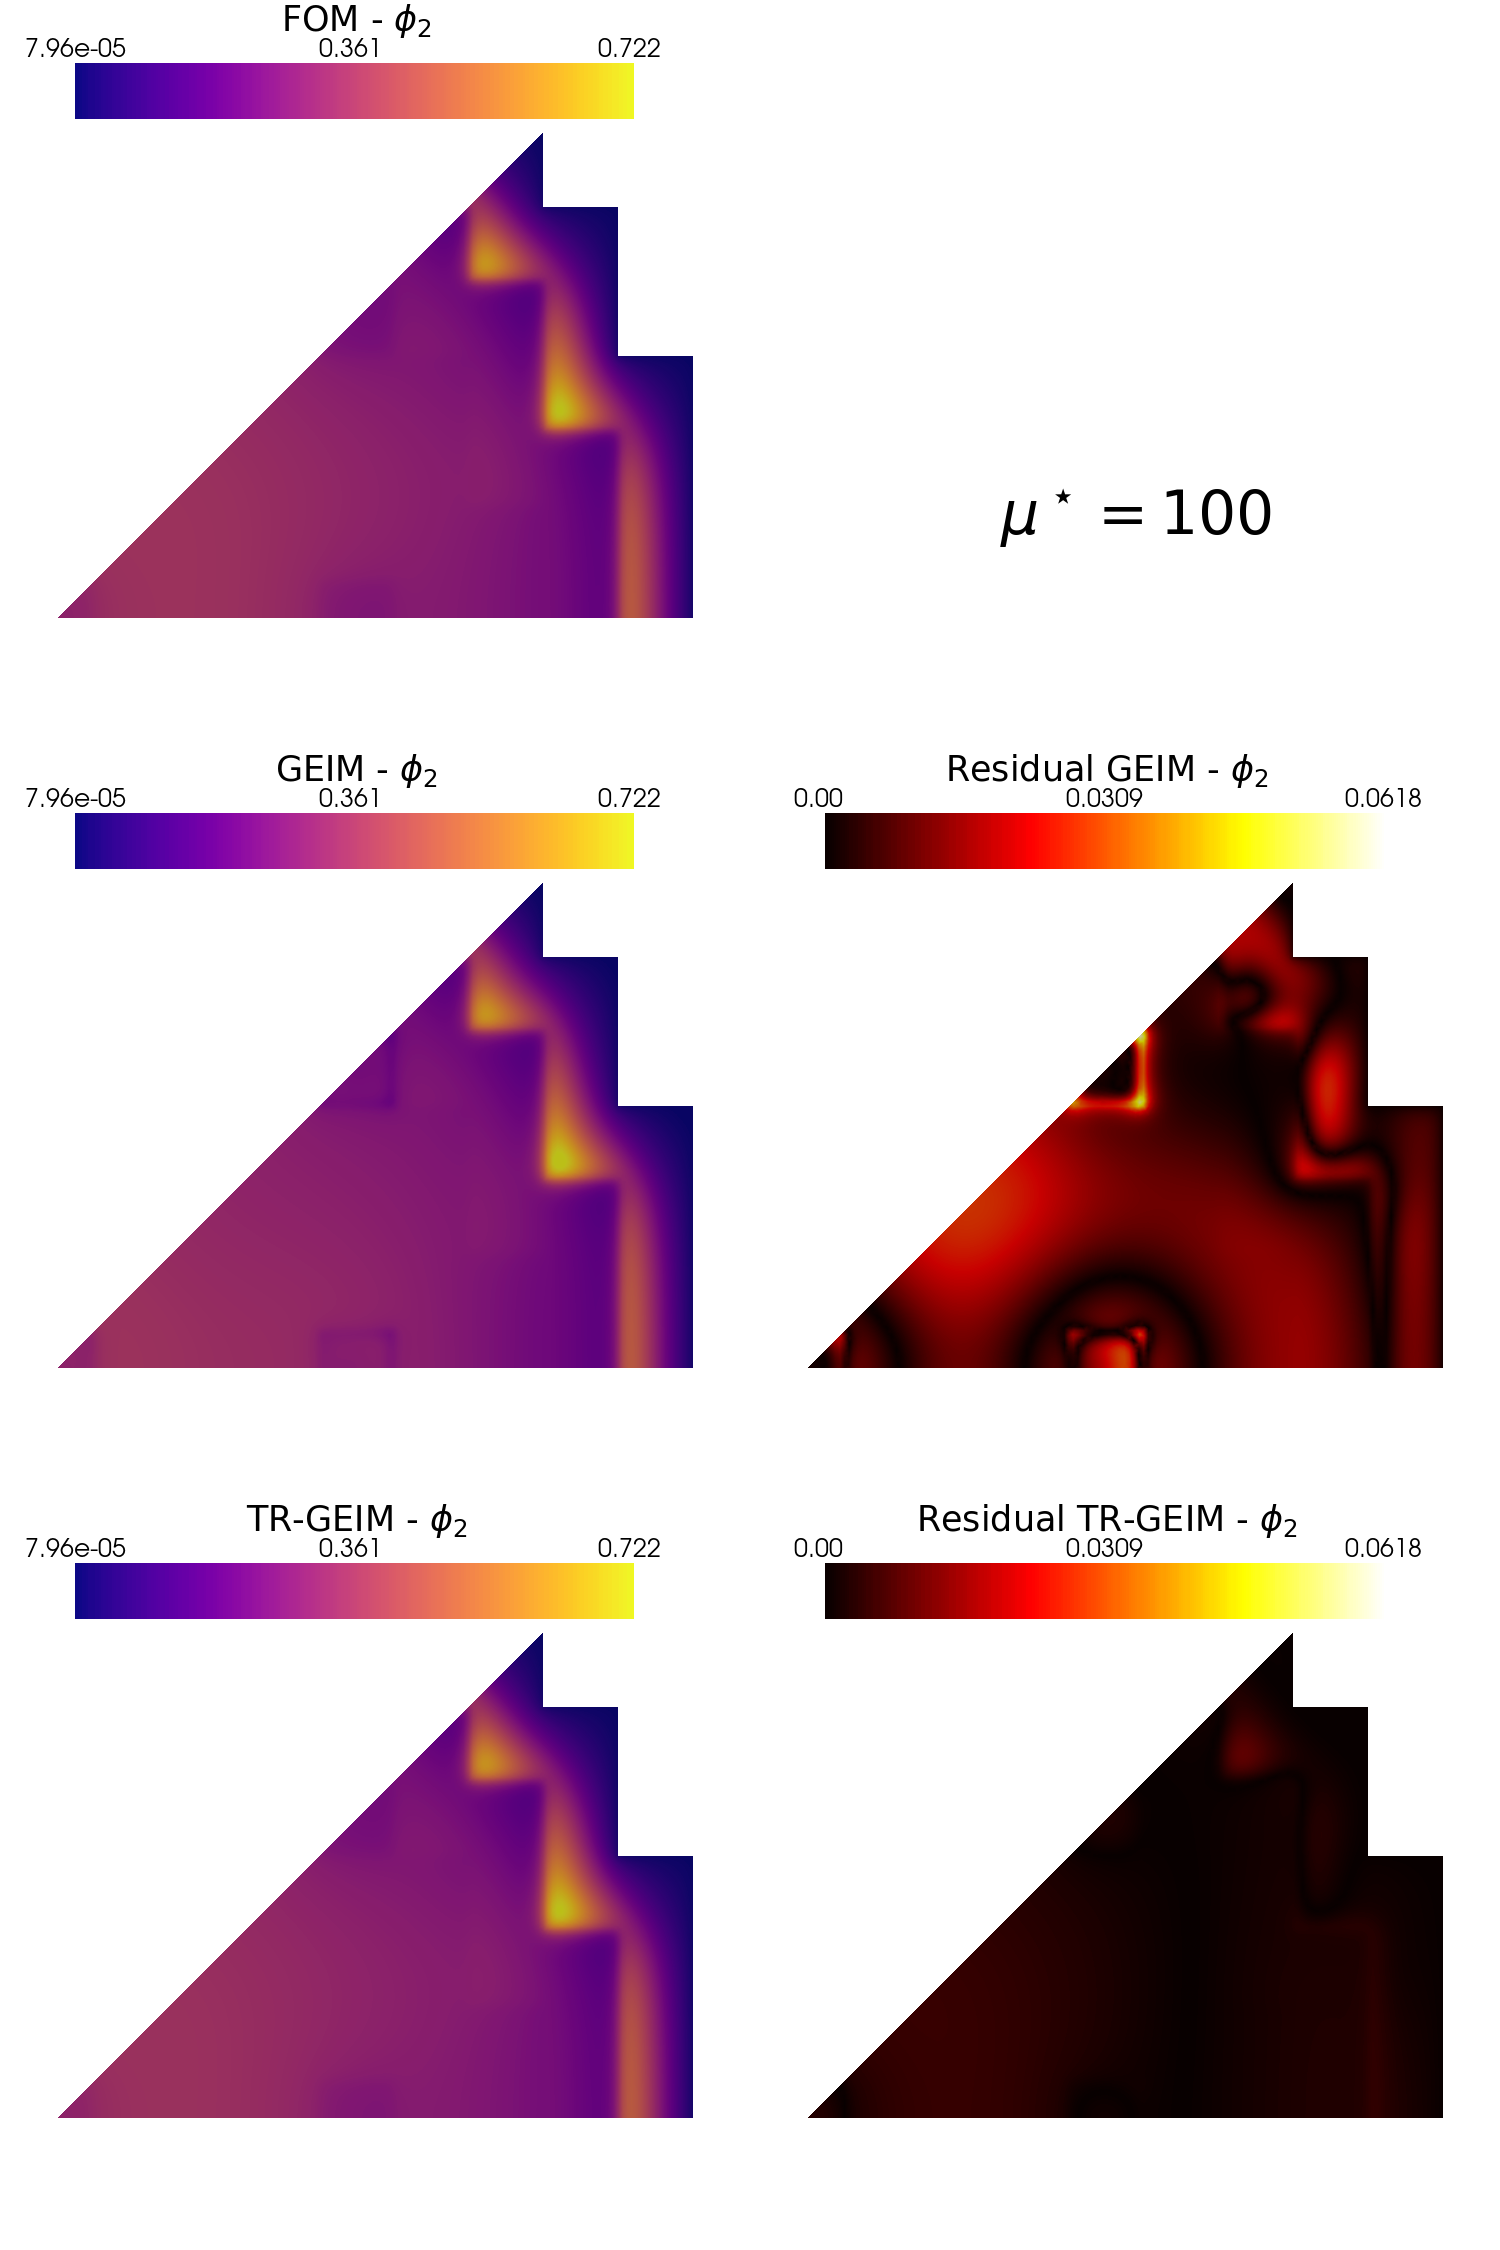 FOM - ϕ₂
7.96e-05 0.361 0.722
μ⋆ = 100
GEIM - ϕ₂
7.96e-05 0.361 0.722
Residual GEIM - ϕ₂
0.00 0.0309 0.0618
TR-GEIM - ϕ₂
7.96e-05 0.361 0.722
Residual TR-GEIM - ϕ₂
0.00 0.0309 0.0618